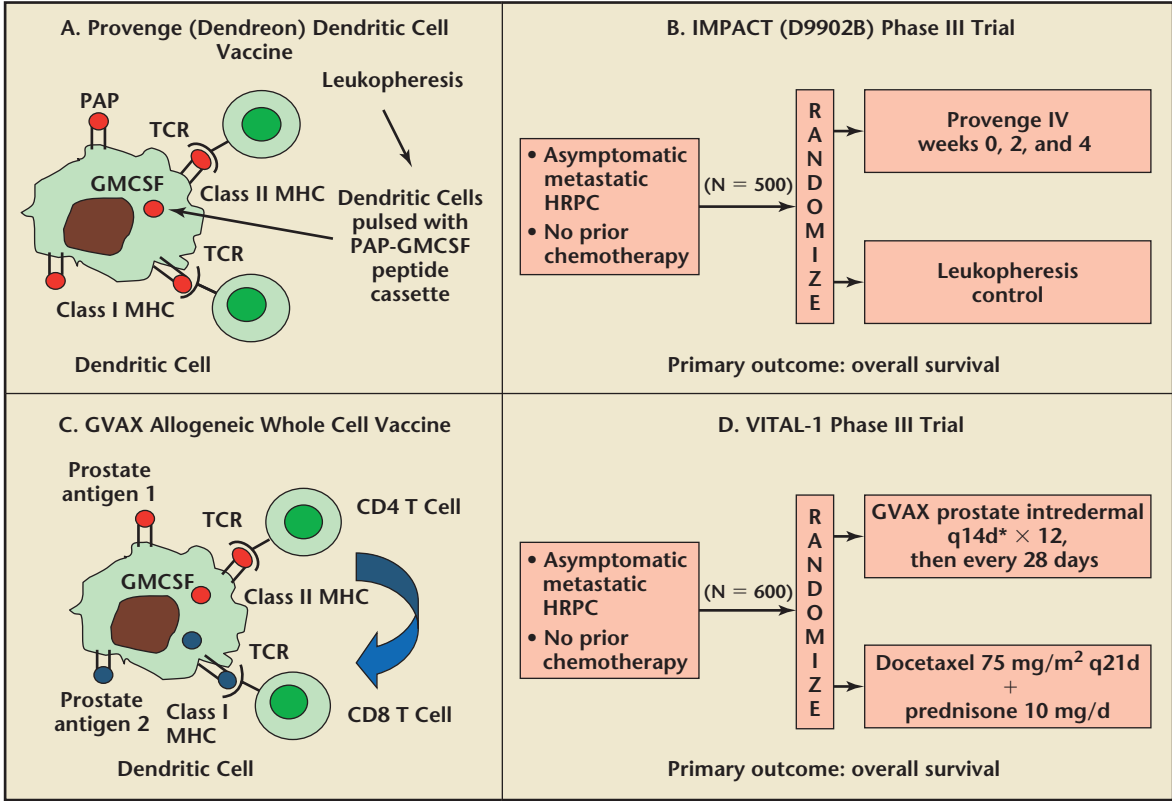 A. Provenge (Dendreon) Dendritic Cell
Vaccine
Leukopheresis
PAP
TCR
GMCSF
Class II MHC
Dendritic Cells
pulsed with
PAP-GMCSF
peptide
cassette
TCR
Class I MHC
Dendritic Cell
B. IMPACT (D9902B) Phase III Trial
• Asymptomatic
metastatic
HRPC
• No prior
chemotherapy
(N = 500)
RANDOMIZE
Provenge IV
weeks 0, 2, and 4
Leukopheresis
control
Primary outcome: overall survival
C. GVAX Allogeneic Whole Cell Vaccine
Prostate
antigen 1
TCR
CD4 T Cell
GMCSF
Class II MHC
TCR
Prostate
antigen 2
Class I
MHC
CD8 T Cell
Dendritic Cell
D. VITAL-1 Phase III Trial
• Asymptomatic
metastatic
HRPC
• No prior
chemotherapy
(N = 600)
RANDOMIZE
GVAX prostate intredermal
q14d* × 12,
then every 28 days
Docetaxel 75 mg/m² q21d
+
prednisone 10 mg/d
Primary outcome: overall survival